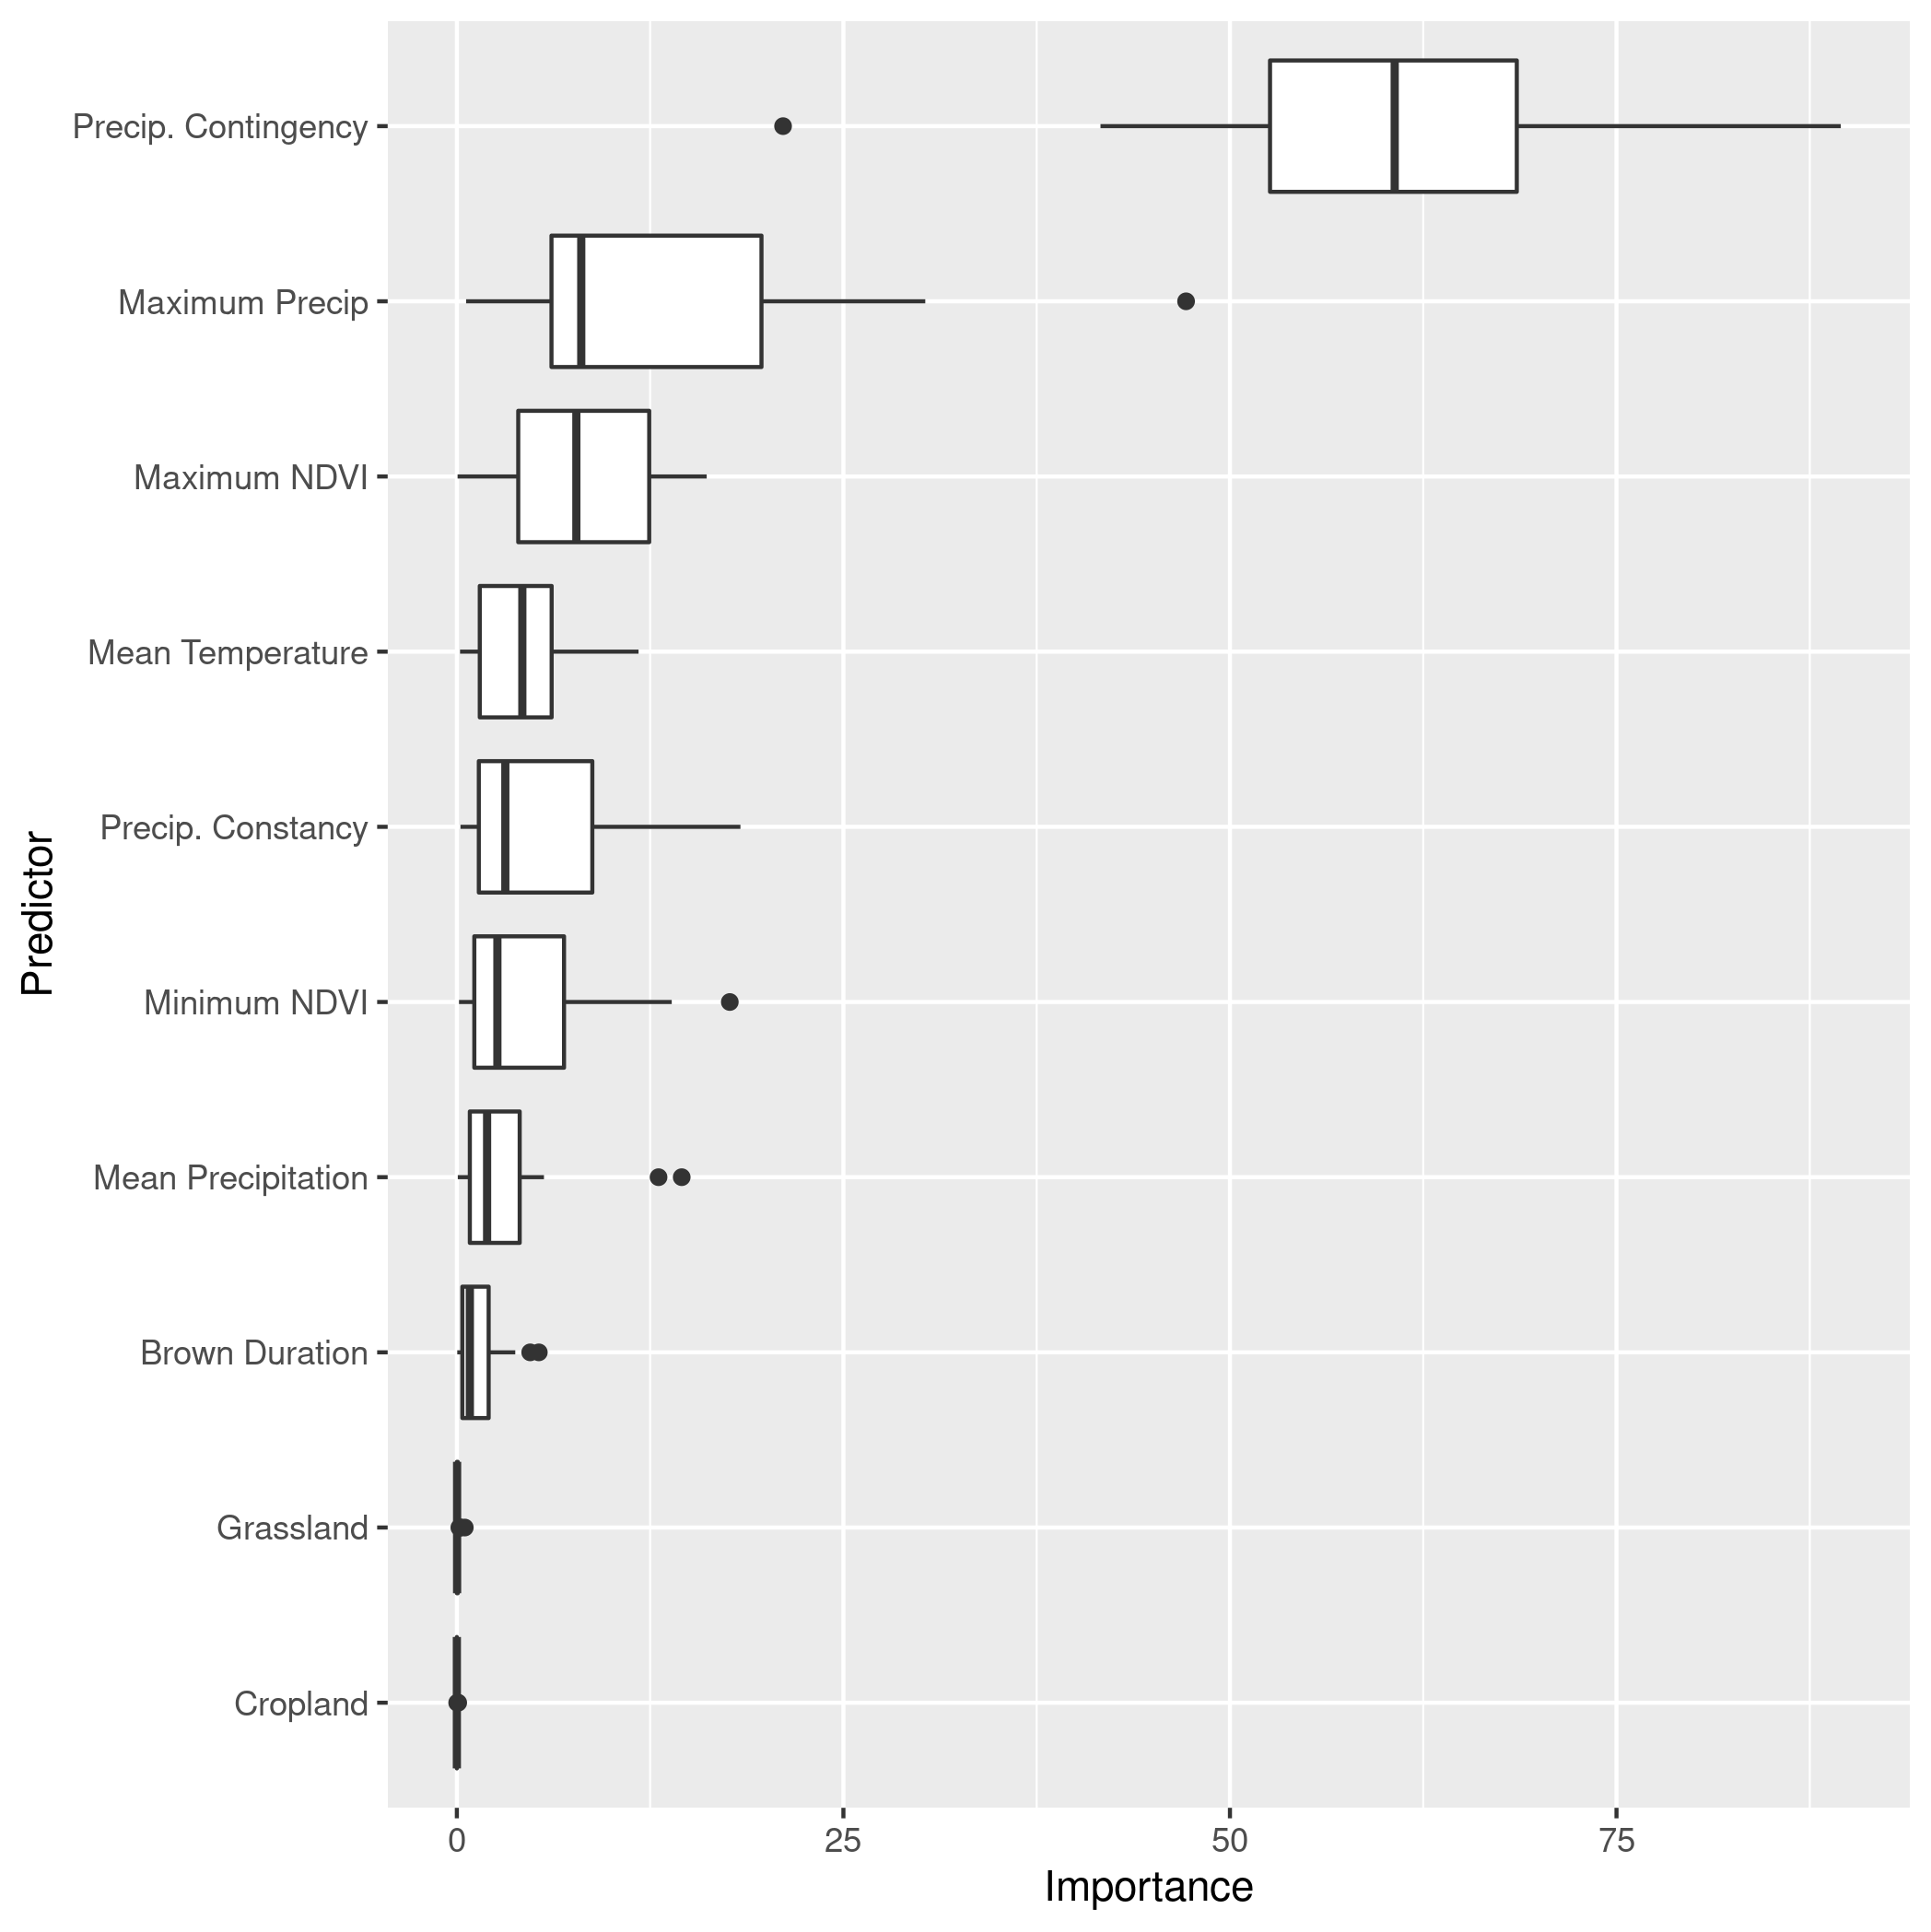 Precip. Contingency
Maximum Precip
Maximum NDVI
Mean Temperature
Precip. Constancy
Minimum NDVI
Mean Precipitation
Brown Duration
Grassland
Cropland
Predictor
0 25 50 75
Importance